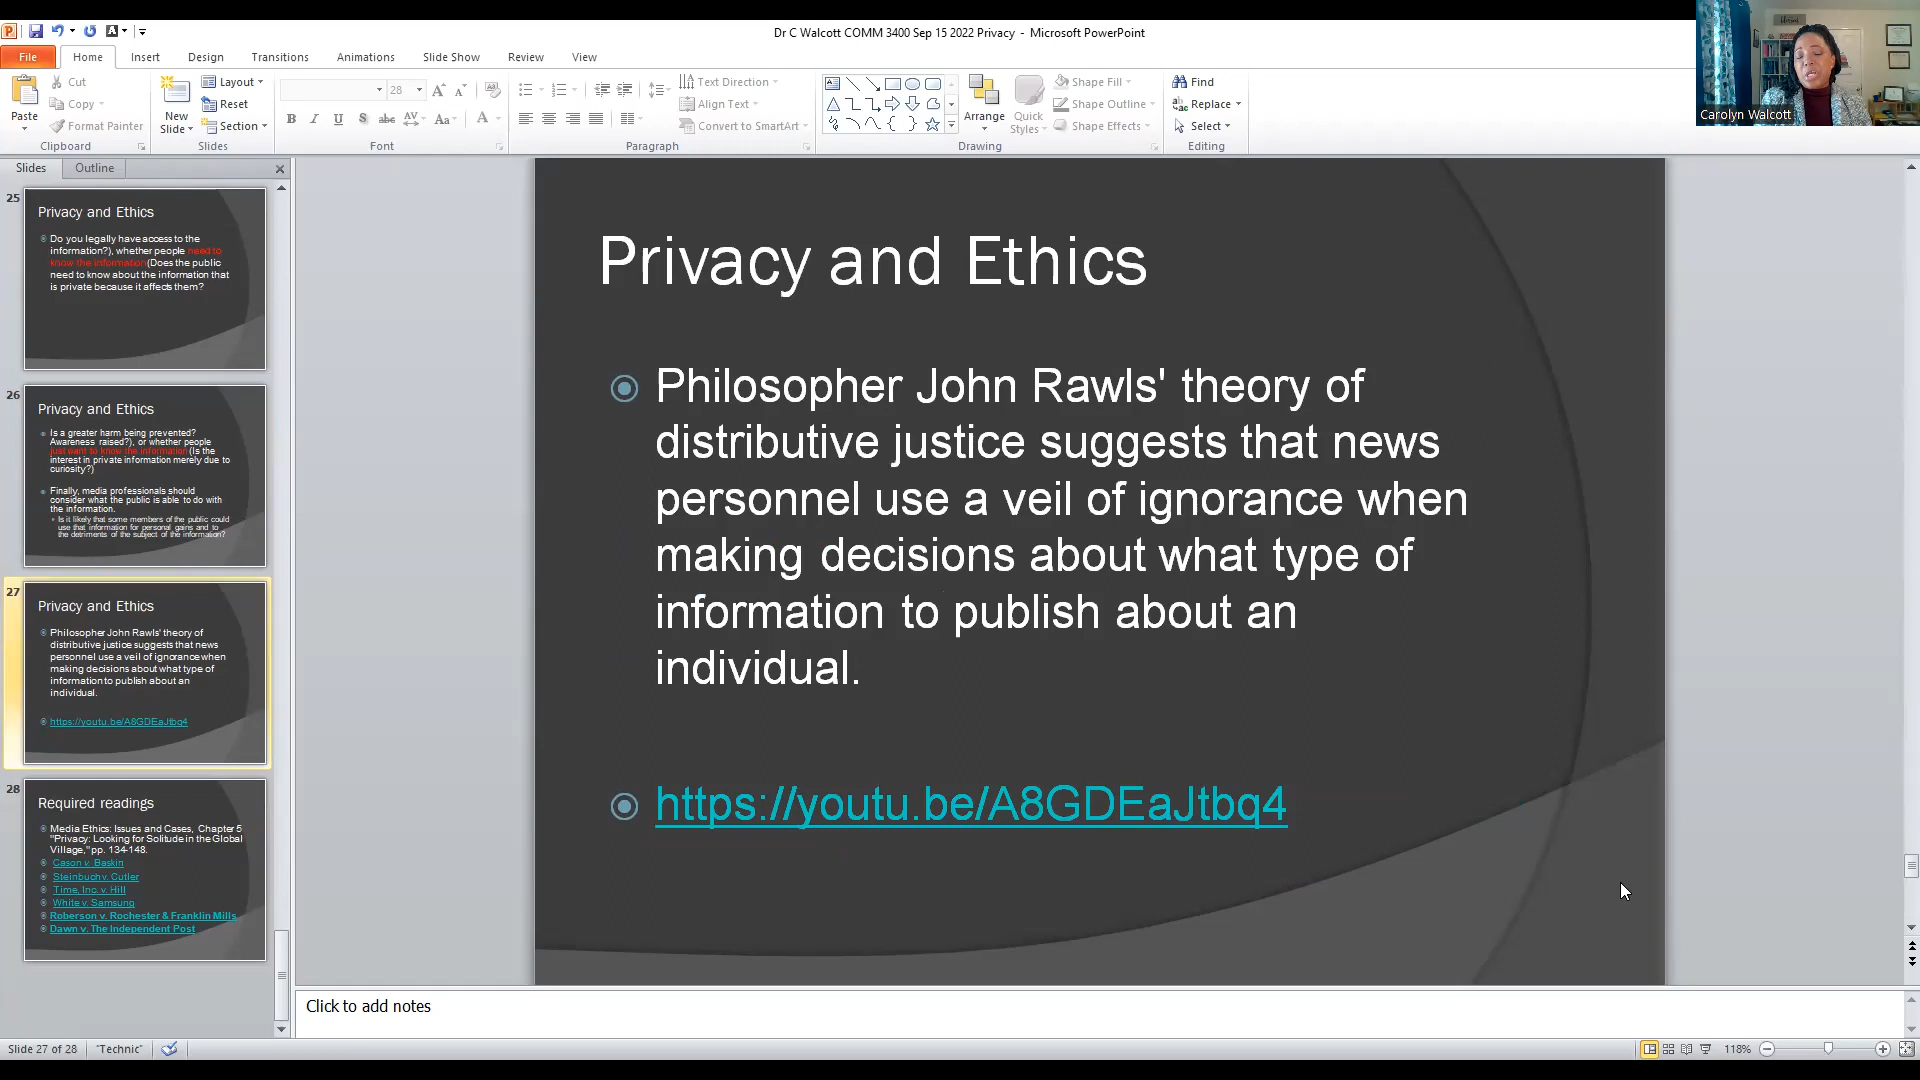 Dr C Walcott COMM 3400 Sep 15 2022 Privacy - Microsoft PowerPoint
File Home Insert Design Transitions Animations Slide Show Review View
Carolyn Walcott
Paste
Cut
Copy
Format Painter
Clipboard
New Slide
Layout
Reset
Section
Slides
28
Font
Text Direction
Align Text
Convert to SmartArt
Paragraph
Arrange
Quick Styles
Shape Fill
Shape Outline
Shape Effects
Drawing
Find
Replace
Select
Editing
Slides Outline
25
Privacy and Ethics
Do you legally have access to the
information?), whether people need to
know the information (Does the public
need to know about the information that
is private because it affects them?
26
Privacy and Ethics
Is a greater harm being prevented?
Awareness raised?), or whether people
just want to know the information (Is the
interest in private information merely due to
curiosity?)
Finally, media professionals should
consider what the public is able to do with
the information.
Is it likely that some members of the public could
use that information for personal gains and to
the detriments of the subject of the information?
27
Privacy and Ethics
Philosopher John Rawls' theory of
distributive justice suggests that news
personnel use a veil of ignorance when
making decisions about what type of
information to publish about an
individual.
https://youtu.be/A8GDEaJtbq4
28
Required readings
Media Ethics: Issues and Cases, Chapter 5
"Privacy: Looking for Solitude in the Global
Village," pp. 134-148.
Cason v. Baskin
Steinbuch v. Cutler
Time, Inc. v. Hill
White v. Samsung
Roberson v. Rochester & Franklin Mills
Dawn v. The Independent Post
Privacy and Ethics
Philosopher John Rawls' theory of
distributive justice suggests that news
personnel use a veil of ignorance when
making decisions about what type of
information to publish about an
individual.
https://youtu.be/A8GDEaJtbq4
Click to add notes
Slide 27 of 28 "Technic" 118%